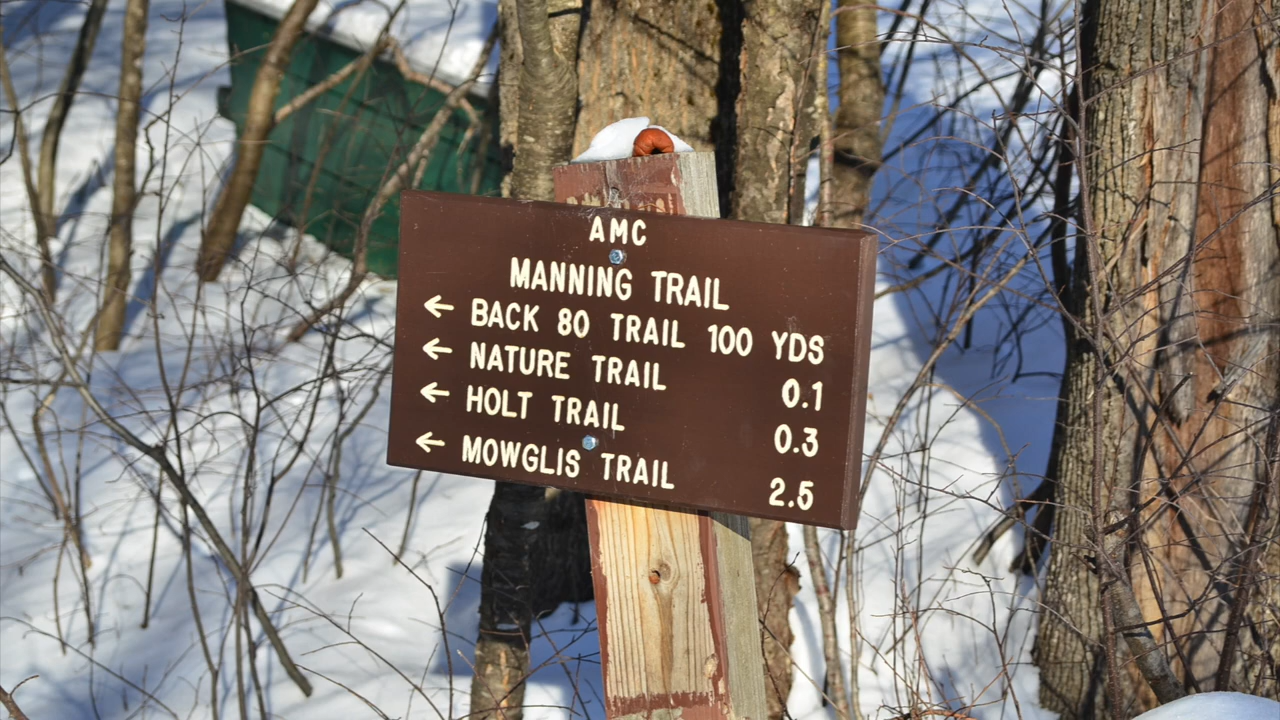 AMC
MANNING TRAIL
← BACK 80 TRAIL 100 YDS
← NATURE TRAIL 0.1
← HOLT TRAIL 0.3
← MOWGLIS TRAIL 2.5